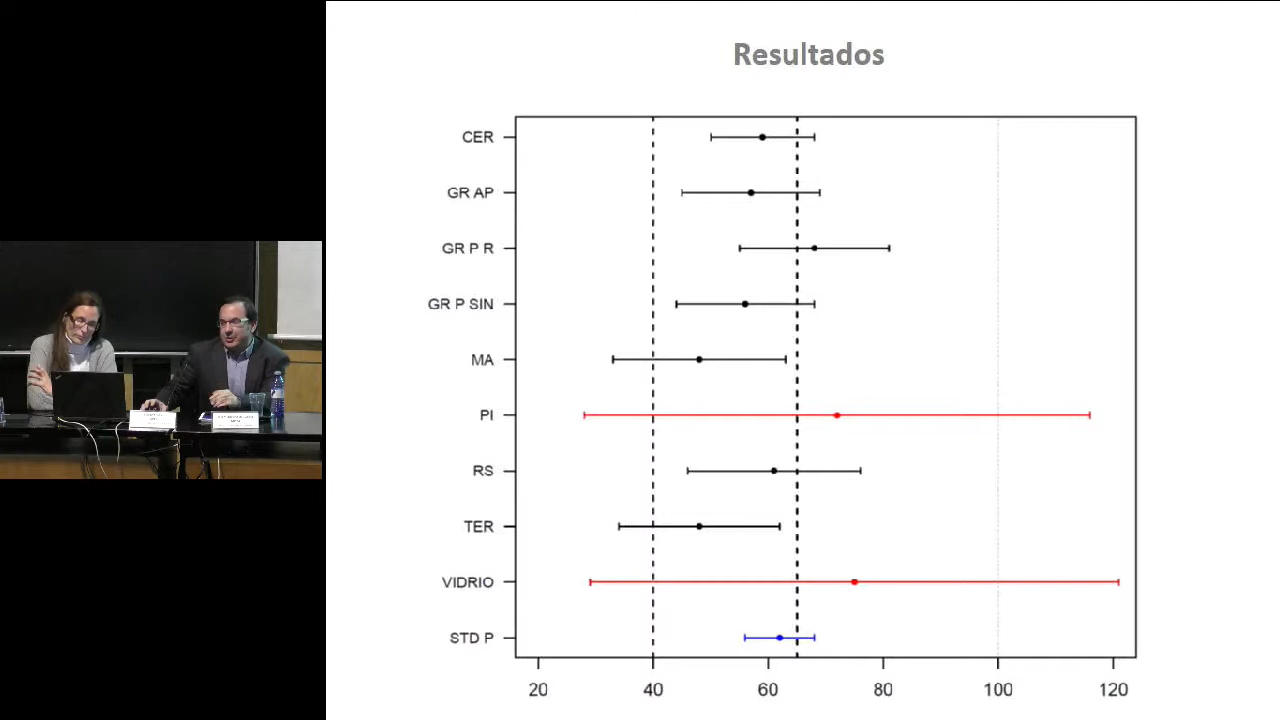 Resultados
CER
GR AP
GR P R
GR P SIN
MA
PI
RS
TER
VIDRIO
STD P
20 40 60 80 100 120